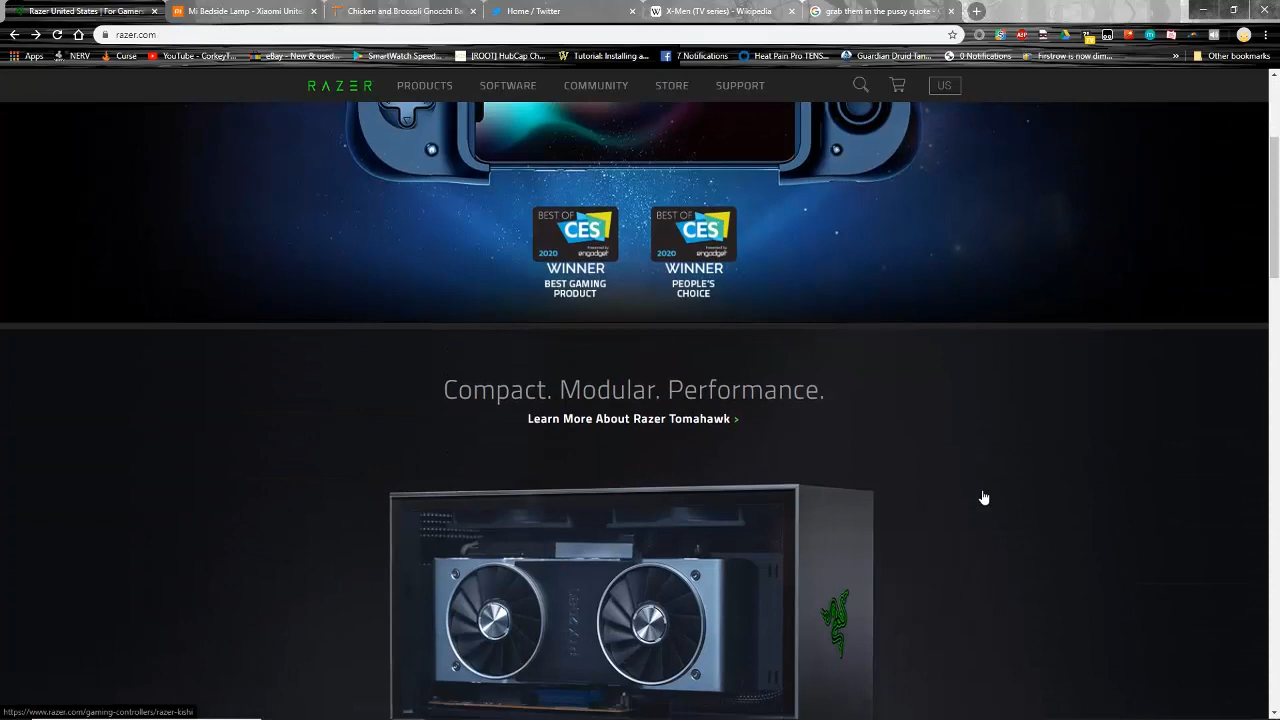 Razer United States | For Gamers
Mi Bedside Lamp - Xiaomi United
Chicken and Broccoli Gnocchi Ba
Home / Twitter
X-Men (TV series) - Wikipedia
grab them in the pussy quote -
razer.com
Apps
NERV
Curse
YouTube - CorkeyT...
eBay - New & used...
SmartWatch Speed...
[ROOT] HubCap Ch...
Tutorial: Installing a...
7 Notifications
Heat Pain Pro TENS...
Guardian Druid Tan...
0 Notifications
Firstrow is now dim...
»
Other bookmarks
RAZER
PRODUCTS
SOFTWARE
COMMUNITY
STORE
SUPPORT
US
BEST OF CES 2020 Powered by engadget
WINNER
BEST GAMING
PRODUCT
BEST OF CES 2020 Powered by engadget
WINNER
PEOPLE'S
CHOICE
Compact. Modular. Performance.
Learn More About Razer Tomahawk >
https://www.razer.com/gaming-controllers/razer-kishi